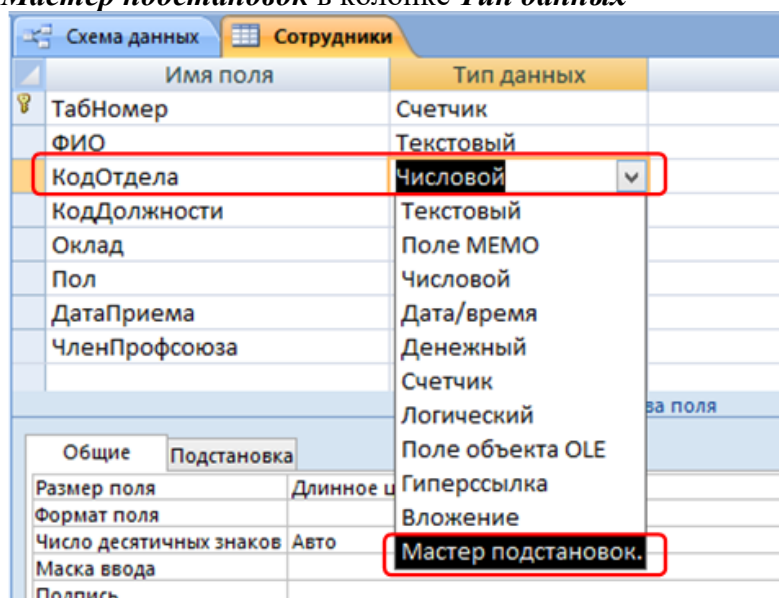 Мастер подстановок в колонке Тип данных
Схема данных Сотрудники
Имя поля Тип данных
ТабНомер Счетчик
ФИО Текстовый
КодОтдела Числовой
КодДолжности Текстовый
Оклад Поле МЕМО
Пол Числовой
ДатаПриема Дата/время
ЧленПрофсоюза Денежный
Счетчик
Логический ва поля
Общие Подстановка Поле объекта OLE
Размер поля Длинное ц Гиперссылка
Формат поля Вложение
Число десятичных знаков Авто Мастер подстановок.
Маска ввода
Подпись